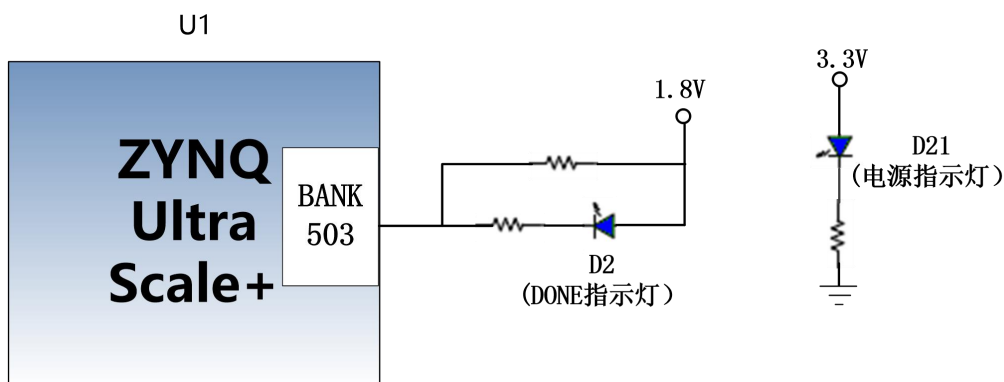 U1
ZYNQ
Ultra
Scale+
BANK
503
1.8V
D2
(DONE指示灯）
3.3V
D21
(电源指示灯)